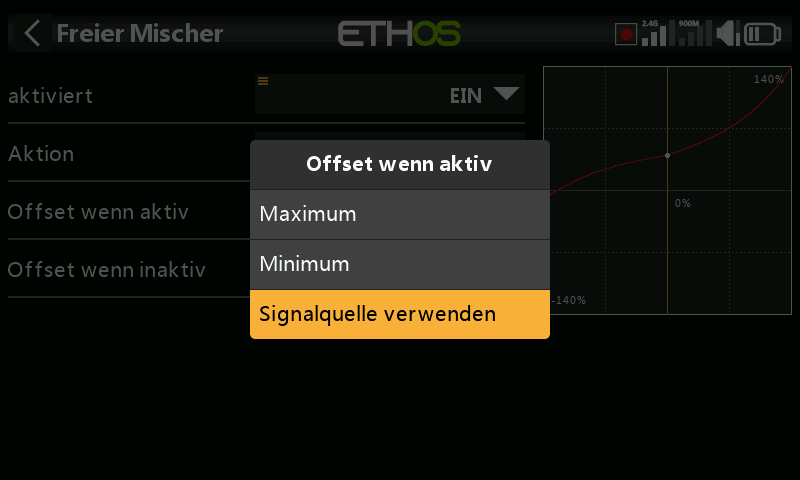 Freier Mischer
ETHOS
2.4G
900M
aktiviert
EIN
140%
Aktion
Offset wenn aktiv
Offset wenn aktiv
Maximum
Offset wenn inaktiv
Minimum
Signalquelle verwenden
0%
-140%